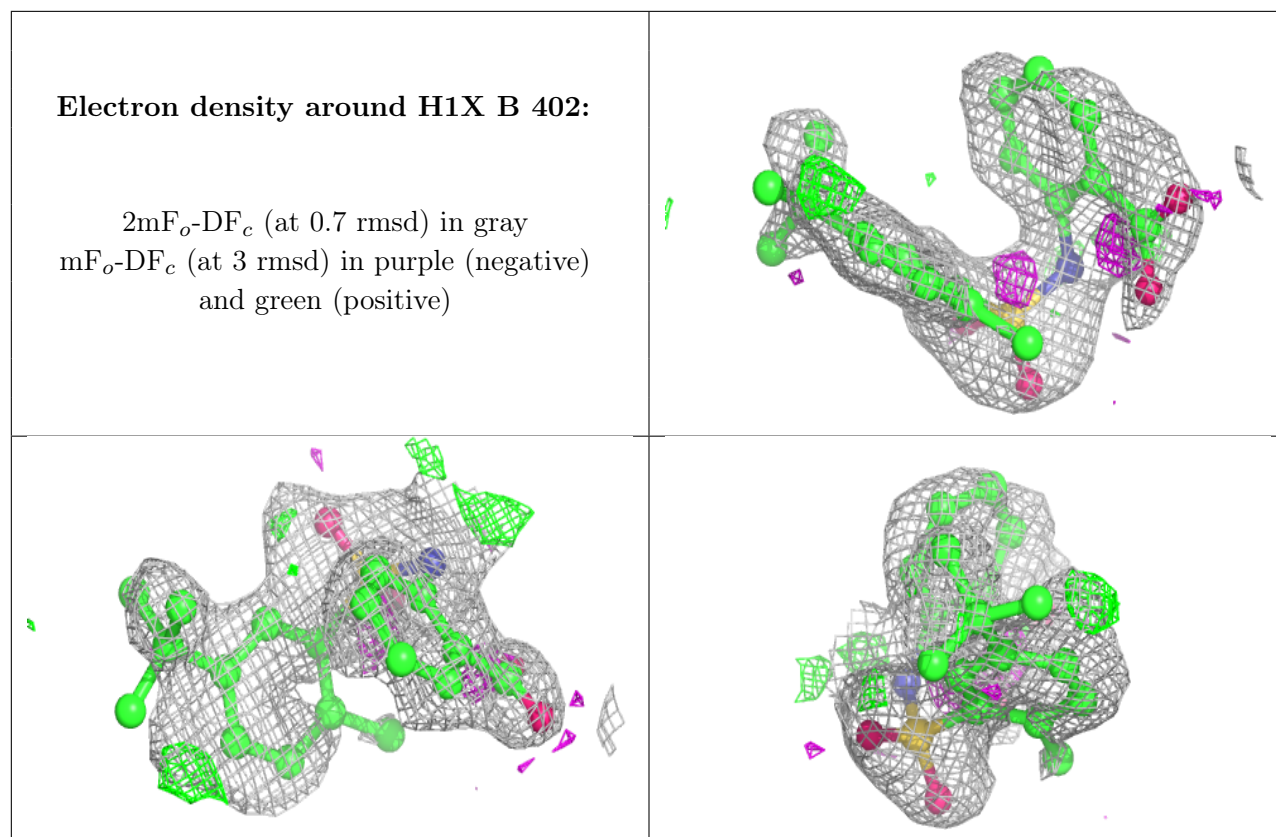 Electron density around H1X B 402:
2mFo-DFc (at 0.7 rmsd) in gray
mFo-DFc (at 3 rmsd) in purple (negative)
and green (positive)